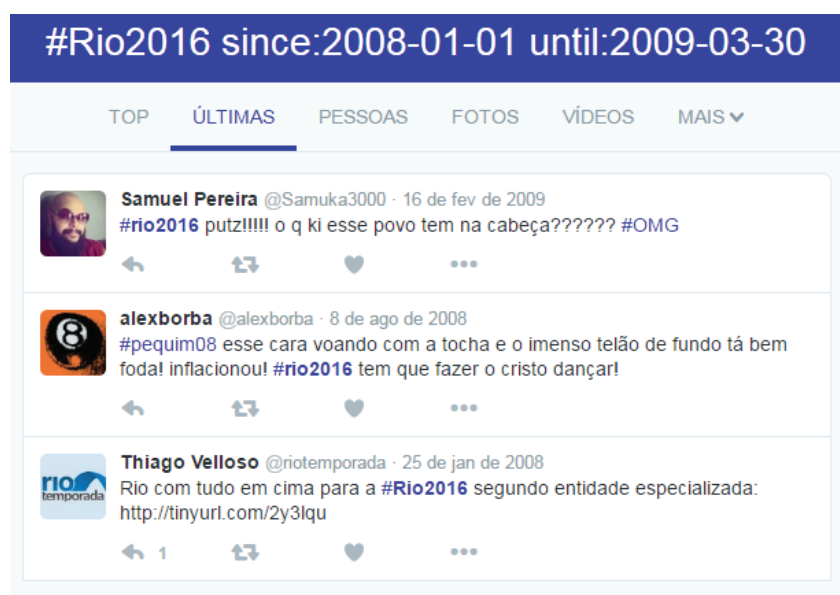 #Rio2016 since:2008-01-01 until:2009-03-30
TOP ÚLTIMAS PESSOAS FOTOS VÍDEOS MAIS
Samuel Pereira @Samuka3000 · 16 de fev de 2009
#rio2016 putz!!!!! o q ki esse povo tem na cabeça?????? #OMG
alexborba @alexborba · 8 de ago de 2008
8
#pequim08 esse cara voando com a tocha e o imenso telão de fundo tá bem
foda! inflacionou! #rio2016 tem que fazer o cristo dançar!
Thiago Velloso @riotemporada · 25 de jan de 2008
rio
temporada
Rio com tudo em cima para a #Rio2016 segundo entidade especializada:
http://tinyurl.com/2y3lqu
1